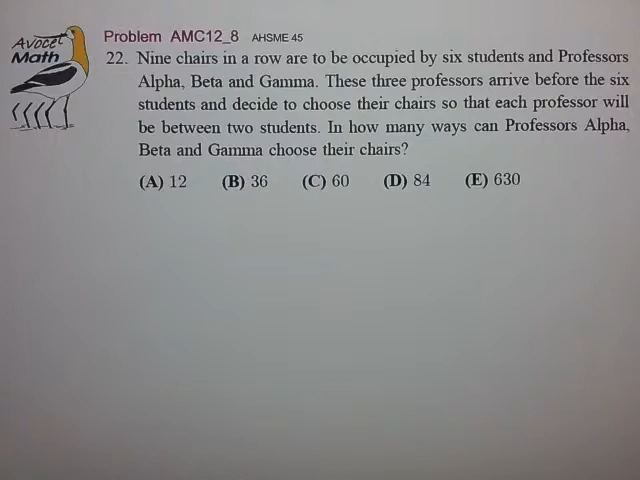 Avocet
Math
Problem AMC12_8 AHSME 45
22. Nine chairs in a row are to be occupied by six students and Professors
Alpha, Beta and Gamma. These three professors arrive before the six
students and decide to choose their chairs so that each professor will
be between two students. In how many ways can Professors Alpha,
Beta and Gamma choose their chairs?
(A) 12 (B) 36 (C) 60 (D) 84 (E) 630